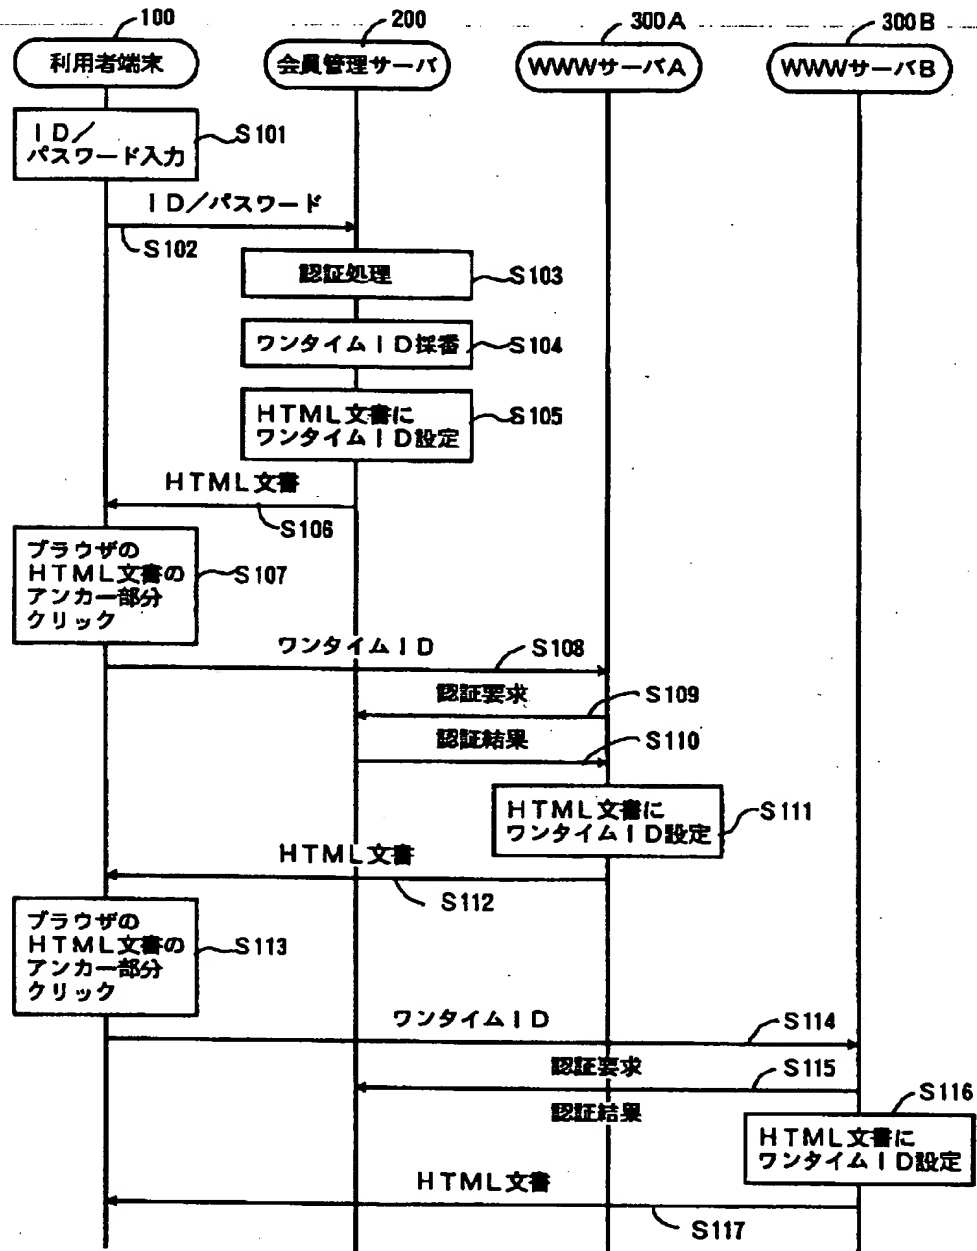 100
200
300A
300B
利用者端末
会員管理サーバ
WWWサーバA
WWWサーバB
ID/
パスワード入力
S101
ID/パスワード
S102
認証処理
S103
ワンタイムID採番
S104
HTML文書に
ワンタイムID設定
S105
HTML文書
S106
ブラウザの
HTML文書の
アンカー部分
クリック
S107
ワンタイムID
S108
認証要求
S109
認証結果
S110
HTML文書に
ワンタイムID設定
S111
HTML文書
S112
ブラウザの
HTML文書の
アンカー部分
クリック
S113
ワンタイムID
S114
認証要求
S115
認証結果
S116
HTML文書に
ワンタイムID設定
HTML文書
S117